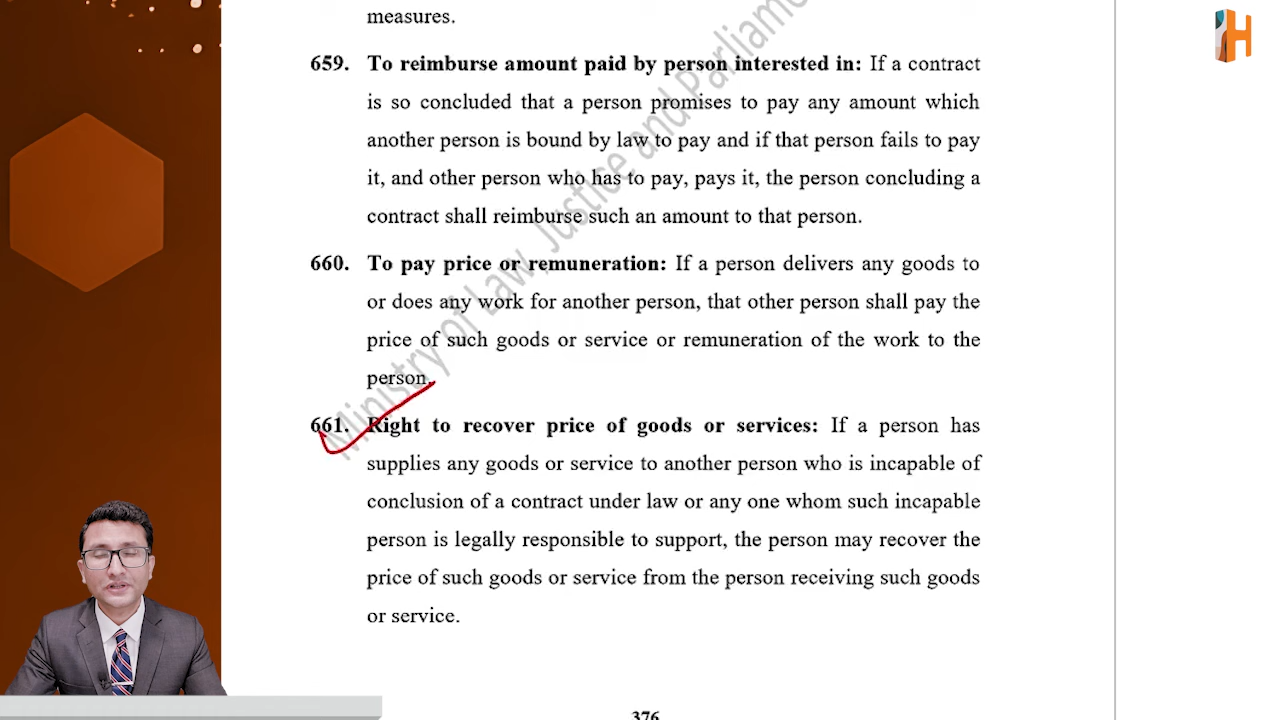 measures.
659. To reimburse amount paid by person interested in: If a contract
is so concluded that a person promises to pay any amount which
another person is bound by law to pay and if that person fails to pay
it, and other person who has to pay, pays it, the person concluding a
contract shall reimburse such an amount to that person.
660. To pay price or remuneration: If a person delivers any goods to
or does any work for another person, that other person shall pay the
price of such goods or service or remuneration of the work to the
person.
661. Right to recover price of goods or services: If a person has
supplies any goods or service to another person who is incapable of
conclusion of a contract under law or any one whom such incapable
person is legally responsible to support, the person may recover the
price of such goods or service from the person receiving such goods
or service.
376
Ministry of Law, Justice and Parliamen
H